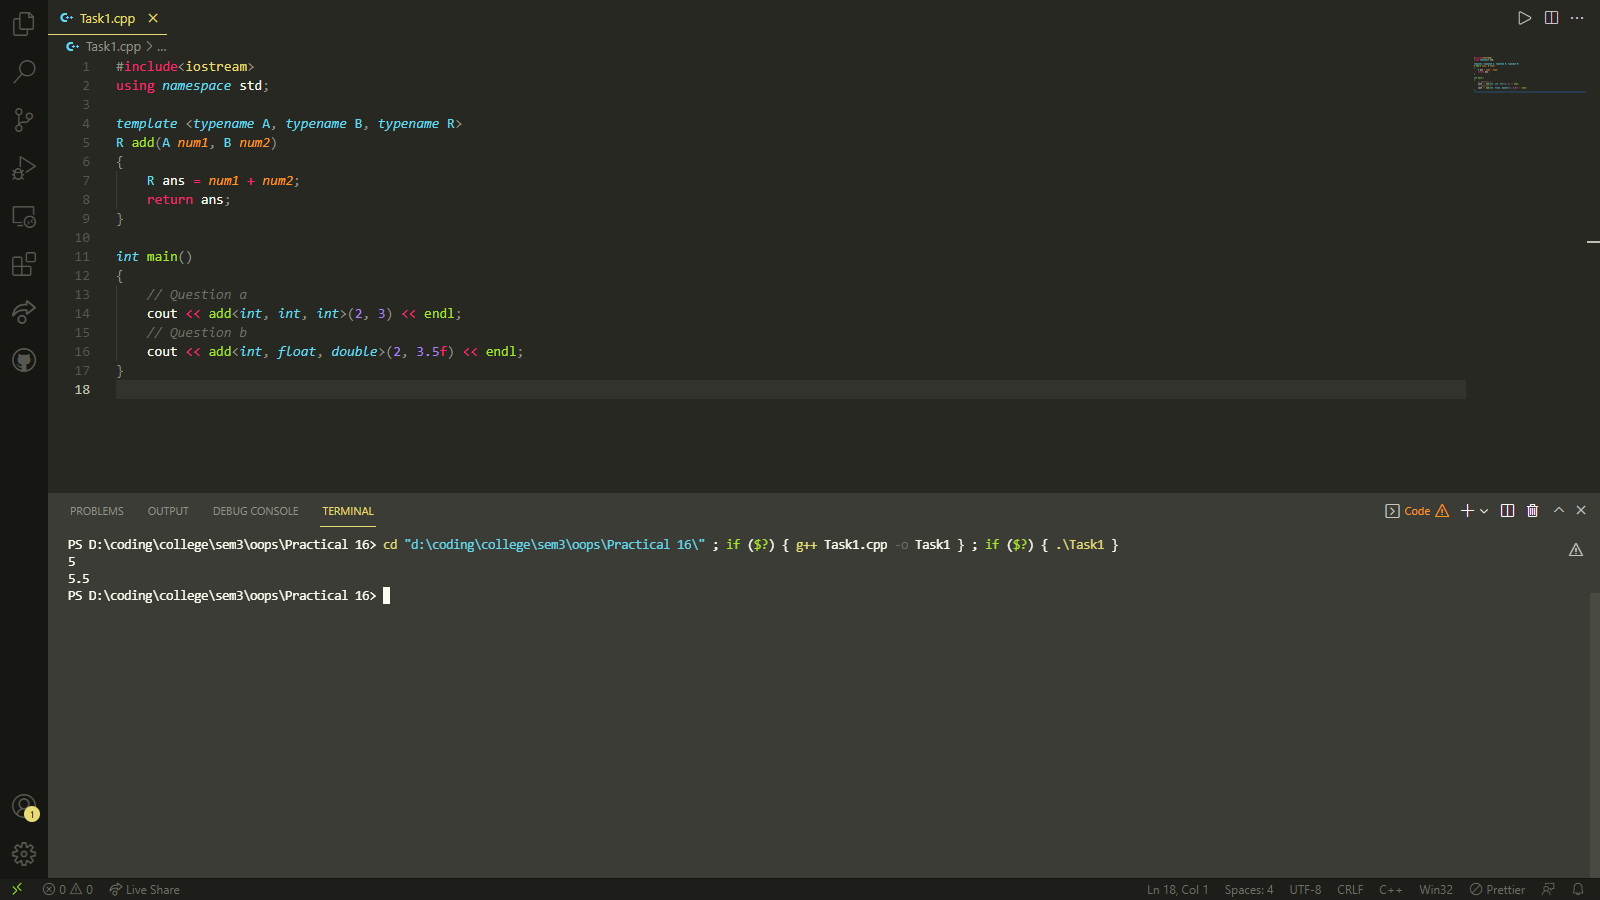 Task1.cpp
Task1.cpp > ...
1 #include<iostream>
2 using namespace std;
3
4 template <typename A, typename B, typename R>
5 R add(A num1, B num2)
6 {
7 R ans = num1 + num2;
8 return ans;
9 }
10
11 int main()
12 {
13 // Question a
14 cout << add<int, int, int>(2, 3) << endl;
15 // Question b
16 cout << add<int, float, double>(2, 3.5f) << endl;
17 }
18
PROBLEMS OUTPUT DEBUG CONSOLE TERMINAL Code
PS D:\coding\college\sem3\oops\Practical 16> cd "d:\coding\college\sem3\oops\Practical 16\" ; if ($?) { g++ Task1.cpp -o Task1 } ; if ($?) { .\Task1 }
5
5.5
PS D:\coding\college\sem3\oops\Practical 16>
1
0 0 Live Share Ln 18, Col 1 Spaces: 4 UTF-8 CRLF C++ Win32 Prettier